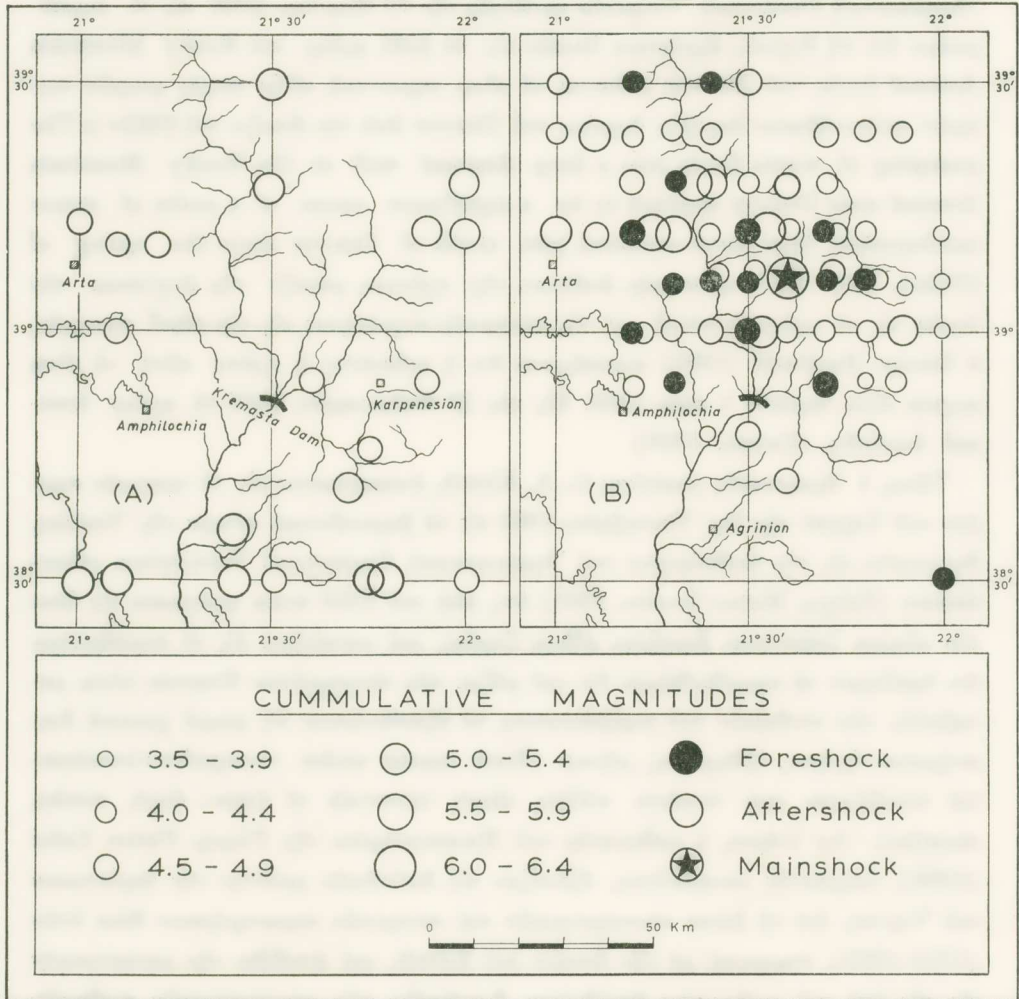 21° 21°30' 22° 21° 21°30' 22°
39° 30' 39° 30'
Arta Arta
39° 39°
Kremasta Dam
Karpenesion
Amphilochia Amphilochia
(A) (B)
Agrinion
38° 30' 38° 30'
21° 21°30' 22° 21° 21°30' 22°
CUMMULATIVE MAGNITUDES
3.5 - 3.9 5.0 - 5.4 Foreshock
4.0 - 4.4 5.5 - 5.9 Aftershock
4.5 - 4.9 6.0 - 6.4 Mainshock
0 50 Km